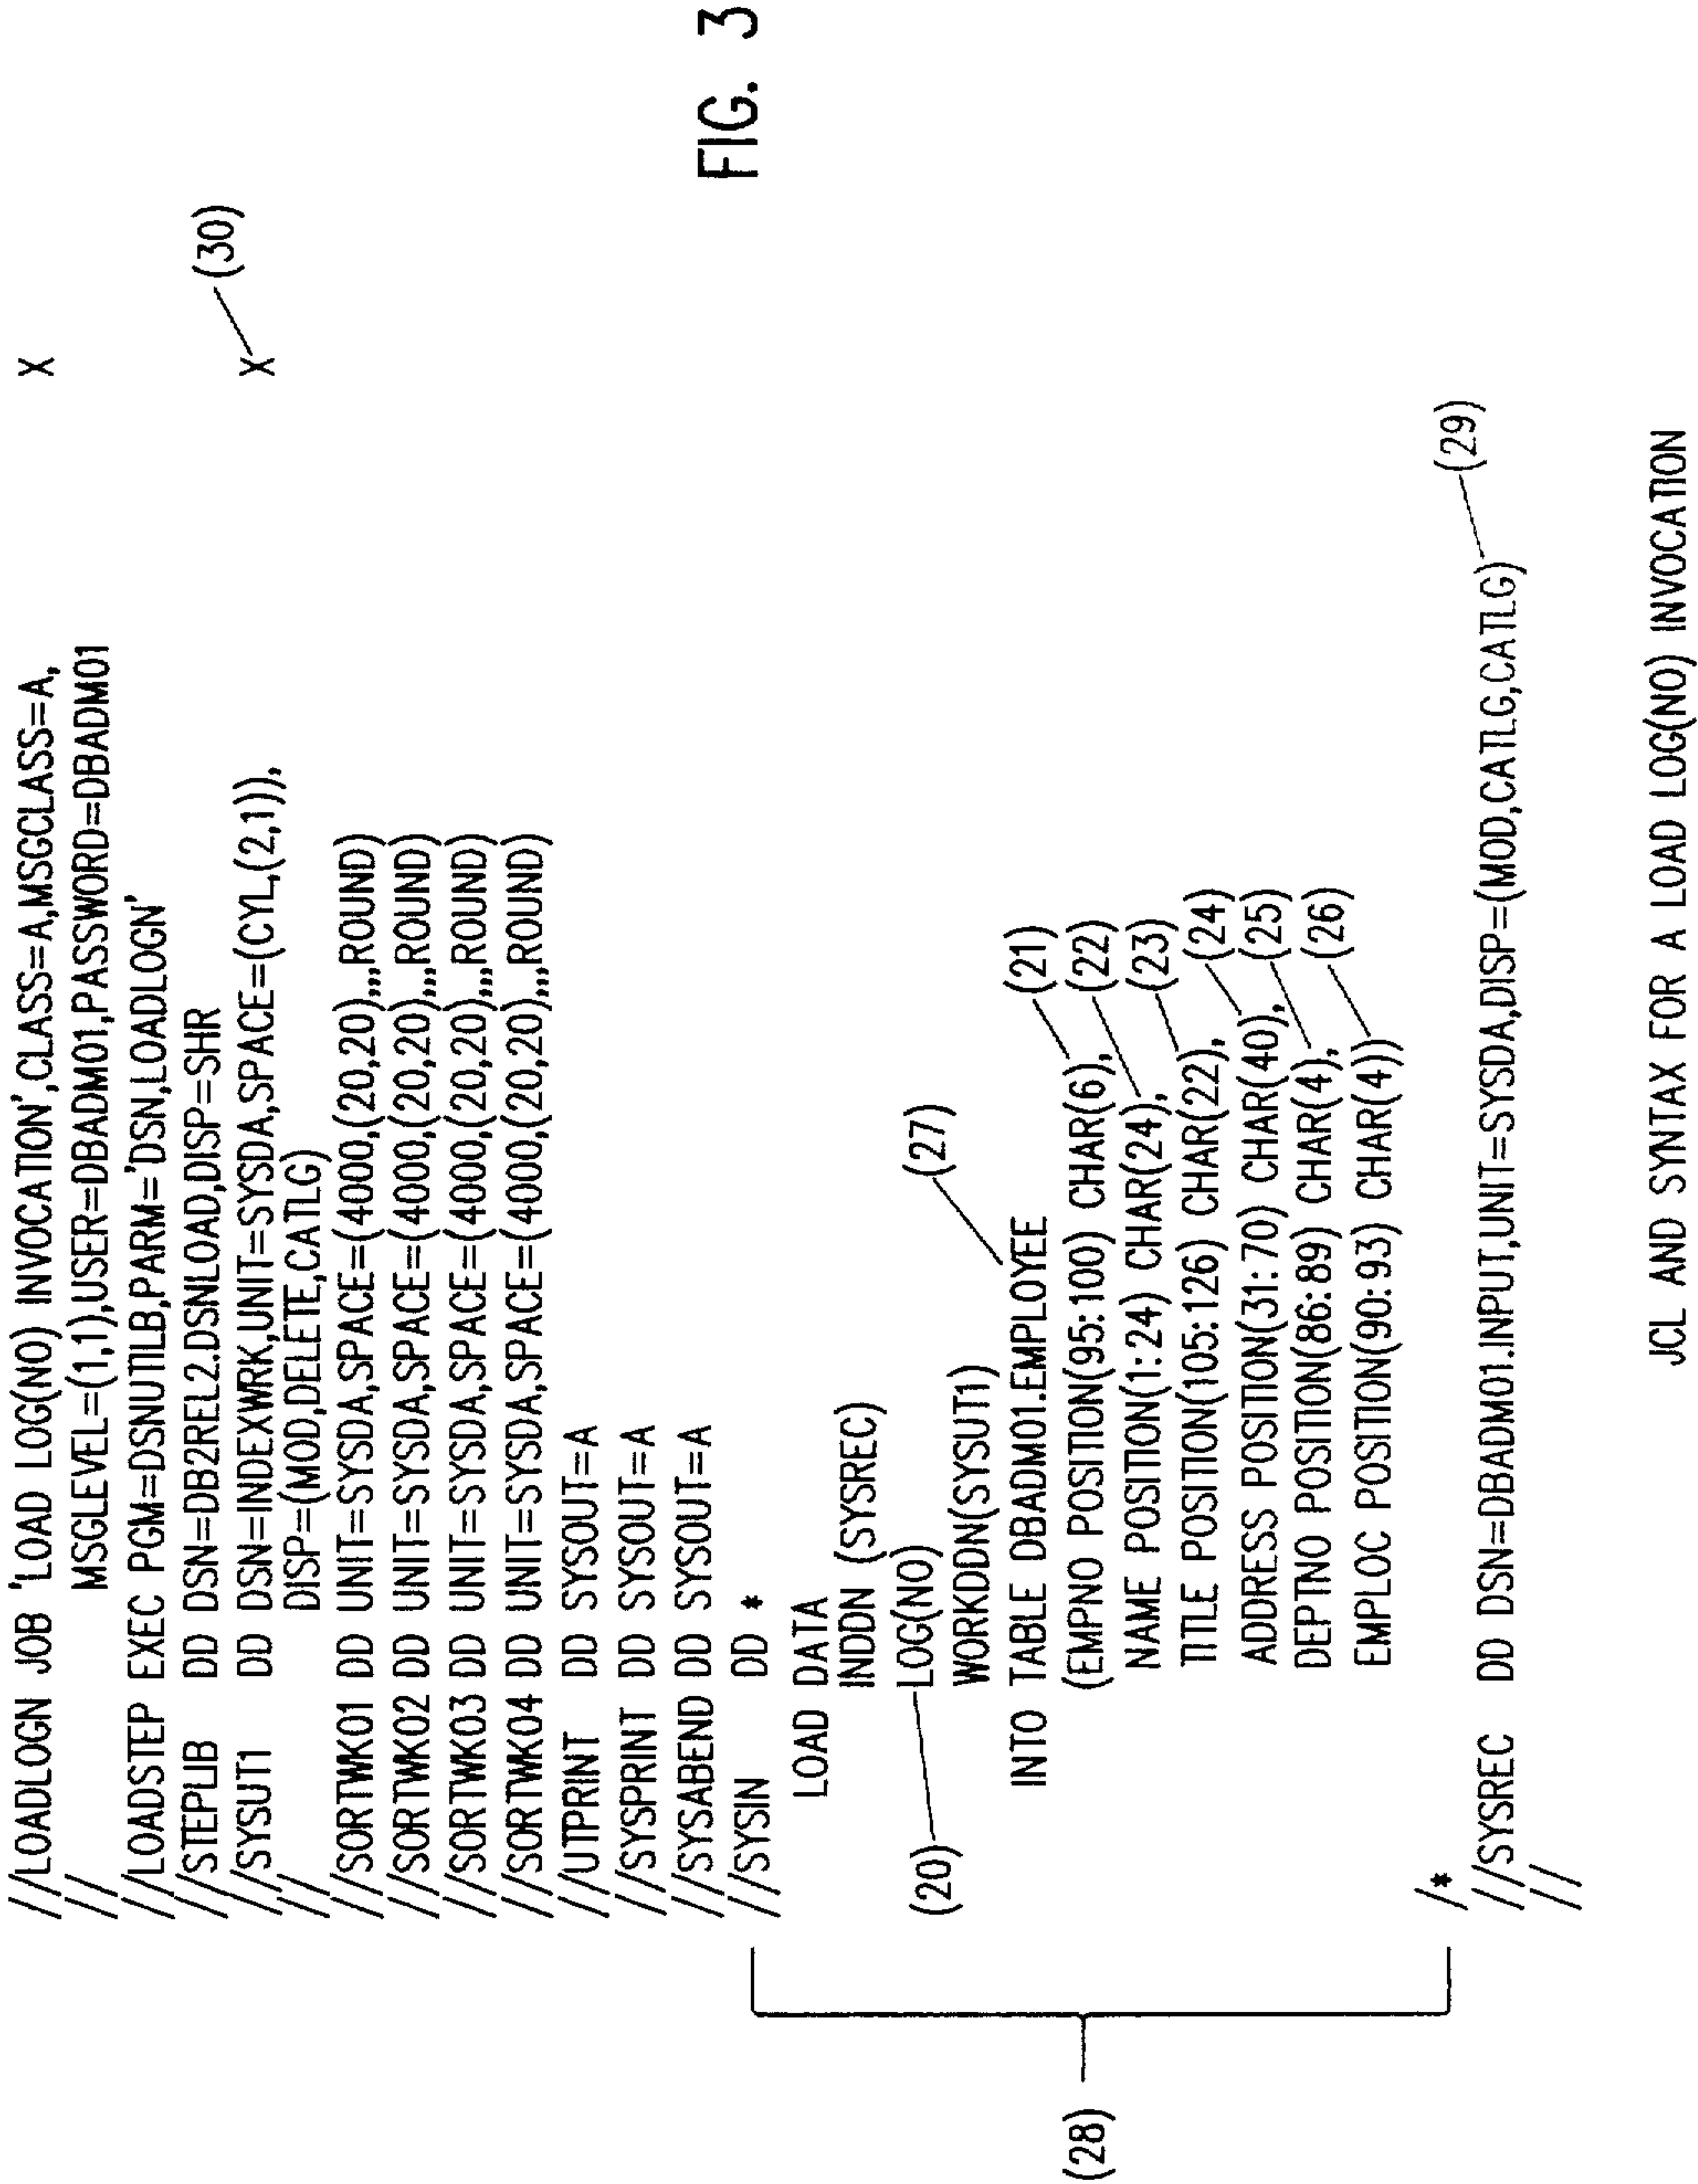 //LOADLOGN JOB 'LOAD LOG(NO) INVOCATION',CLASS=A,MSGCLASS=A, X
// MSGLEVEL=(1,1),USER=DBADM01,PASSWORD=DBADM01
//LOADSTEP EXEC PGM=DSNUTILB,PARM='DSN,LOADLOGN'
//STEPLIB DD DSN=DB2REL2.DSNLOAD,DISP=SHR
//SYSUT1 DD DSN=INDEXWRK,UNIT=SYSDA,SPACE=(CYL,(2,1)), X (30)
// DISP=(MOD,DELETE,CATLG)
//SORTWK01 DD UNIT=SYSDA,SPACE=(4000,(20,20),,,ROUND)
//SORTWK02 DD UNIT=SYSDA,SPACE=(4000,(20,20),,,ROUND)
//SORTWK03 DD UNIT=SYSDA,SPACE=(4000,(20,20),,,ROUND)
//SORTWK04 DD UNIT=SYSDA,SPACE=(4000,(20,20),,,ROUND)
//UTPRINT DD SYSOUT=A
//SYSPRINT DD SYSOUT=A
//SYSABEND DD SYSOUT=A
//SYSIN DD *
LOAD DATA
INDDN (SYSREC)
(20) LOG(NO)
WORKDDN(SYSUT1)
INTO TABLE DBADM01.EMPLOYEE (27)
(EMPNO POSITION(95:100) CHAR(6), (21)
NAME POSITION(1:24) CHAR(24), (22)
TITLE POSITION(105:126) CHAR(22), (23)
ADDRESS POSITION(31:70) CHAR(40), (24)
DEPTNO POSITION(86:89) CHAR(4), (25)
EMPLOC POSITION(90:93) CHAR(4)) (26)
(28)
/*
//SYSREC DD DSN=DBADM01.INPUT,UNIT=SYSDA,DISP=(MOD,CATLG,CATLG) (29)
//
JCL AND SYNTAX FOR A LOAD LOG(NO) INVOCATION
FIG. 3